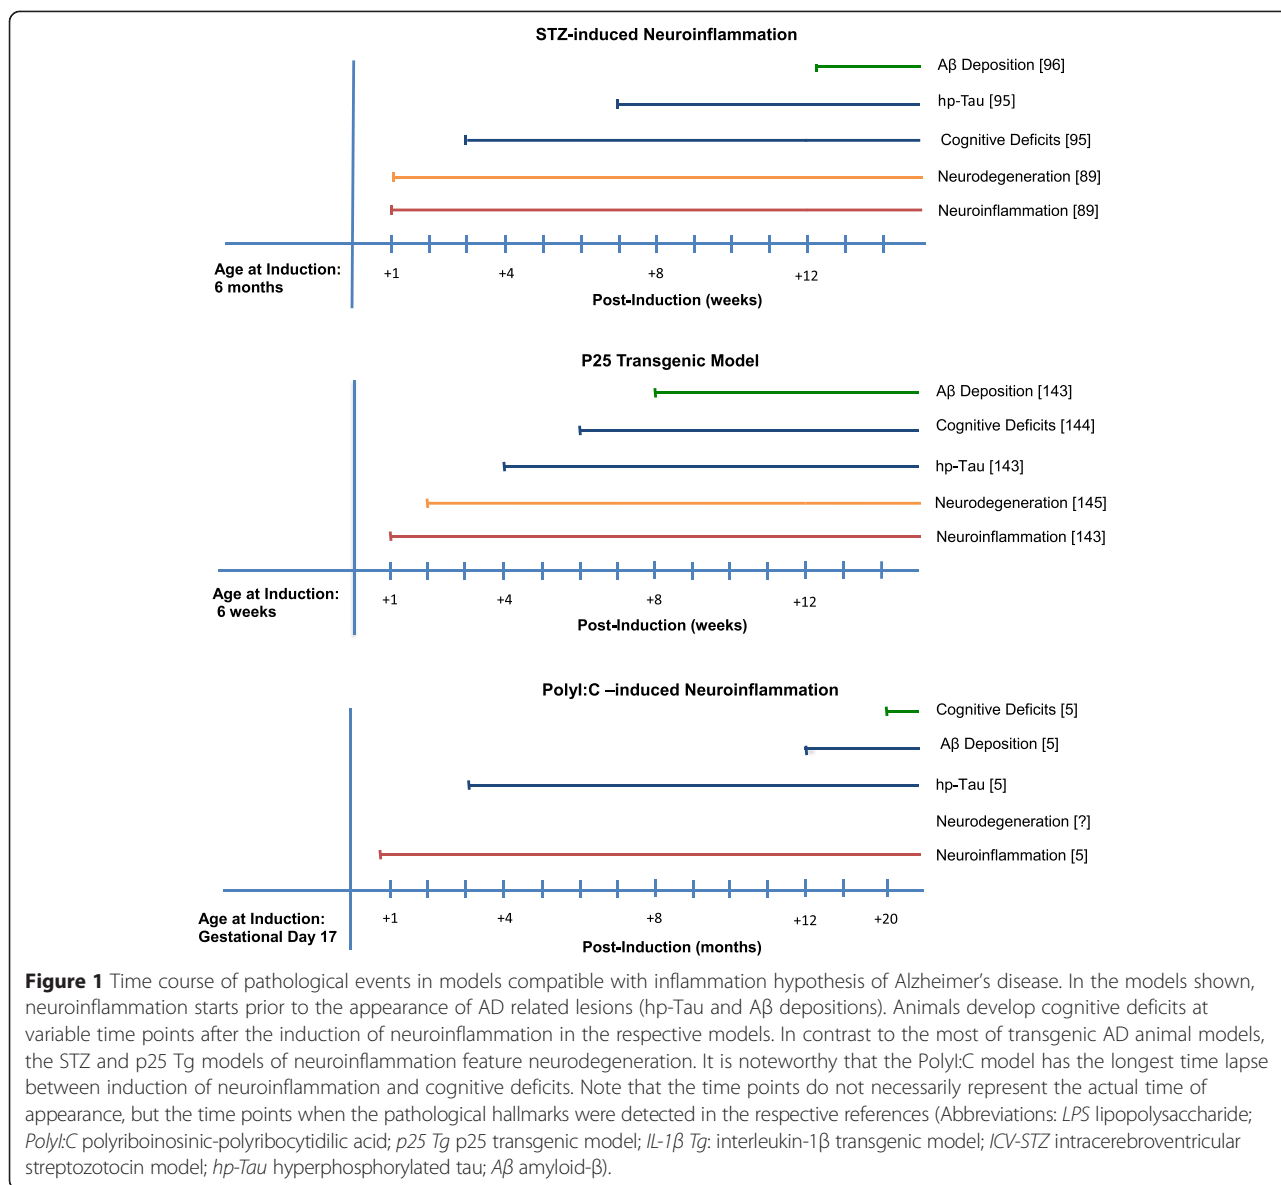 STZ-induced Neuroinflammation
Aβ Deposition [96]
hp-Tau [95]
Cognitive Deficits [95]
Neurodegeneration [89]
Neuroinflammation [89]
Age at Induction:
6 months
+1
+4
+8
+12
Post-Induction (weeks)
P25 Transgenic Model
Aβ Deposition [143]
Cognitive Deficits [144]
hp-Tau [143]
Neurodegeneration [145]
Neuroinflammation [143]
Age at Induction:
6 weeks
+1
+4
+8
+12
Post-Induction (weeks)
PolyI:C –induced Neuroinflammation
Cognitive Deficits [5]
Aβ Deposition [5]
hp-Tau [5]
Neurodegeneration [?]
Neuroinflammation [5]
Age at Induction:
Gestational Day 17
+1
+4
+8
+12
+20
Post-Induction (months)
Figure 1 Time course of pathological events in models compatible with inflammation hypothesis of Alzheimer's disease. In the models shown,
neuroinflammation starts prior to the appearance of AD related lesions (hp-Tau and Aβ depositions). Animals develop cognitive deficits at
variable time points after the induction of neuroinflammation in the respective models. In contrast to the most of transgenic AD animal models,
the STZ and p25 Tg models of neuroinflammation feature neurodegeneration. It is noteworthy that the PolyI:C model has the longest time lapse
between induction of neuroinflammation and cognitive deficits. Note that the time points do not necessarily represent the actual time of
appearance, but the time points when the pathological hallmarks were detected in the respective references (Abbreviations: LPS lipopolysaccharide;
PolyI:C polyriboinosinic-polyribocytidilic acid; p25 Tg p25 transgenic model; IL-1β Tg: interleukin-1β transgenic model; ICV-STZ intracerebroventricular
streptozotocin model; hp-Tau hyperphosphorylated tau; Aβ amyloid-β).